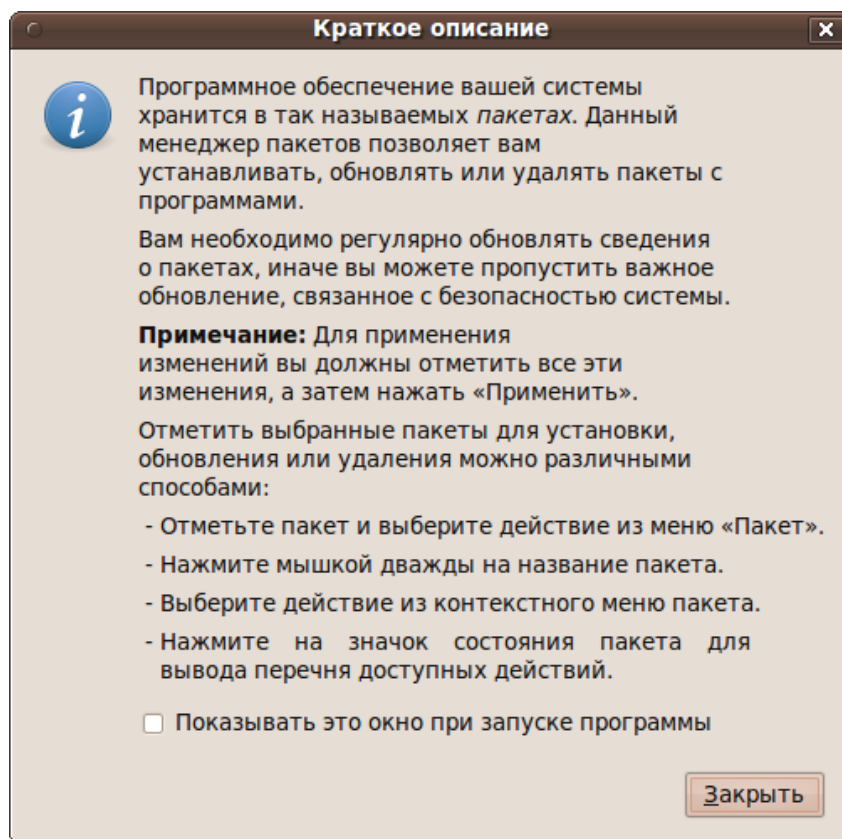 Краткое описание
Программное обеспечение вашей системы
хранится в так называемых пакетах. Данный
менеджер пакетов позволяет вам
устанавливать, обновлять или удалять пакеты с
программами.
Вам необходимо регулярно обновлять сведения
о пакетах, иначе вы можете пропустить важное
обновление, связанное с безопасностью системы.
Примечание: Для применения
изменений вы должны отметить все эти
изменения, а затем нажать «Применить».
Отметить выбранные пакеты для установки,
обновления или удаления можно различными
способами:
- Отметьте пакет и выберите действие из меню «Пакет».
- Нажмите мышкой дважды на название пакета.
- Выберите действие из контекстного меню пакета.
- Нажмите на значок состояния пакета для
вывода перечня доступных действий.
Показывать это окно при запуске программы
Закрыть